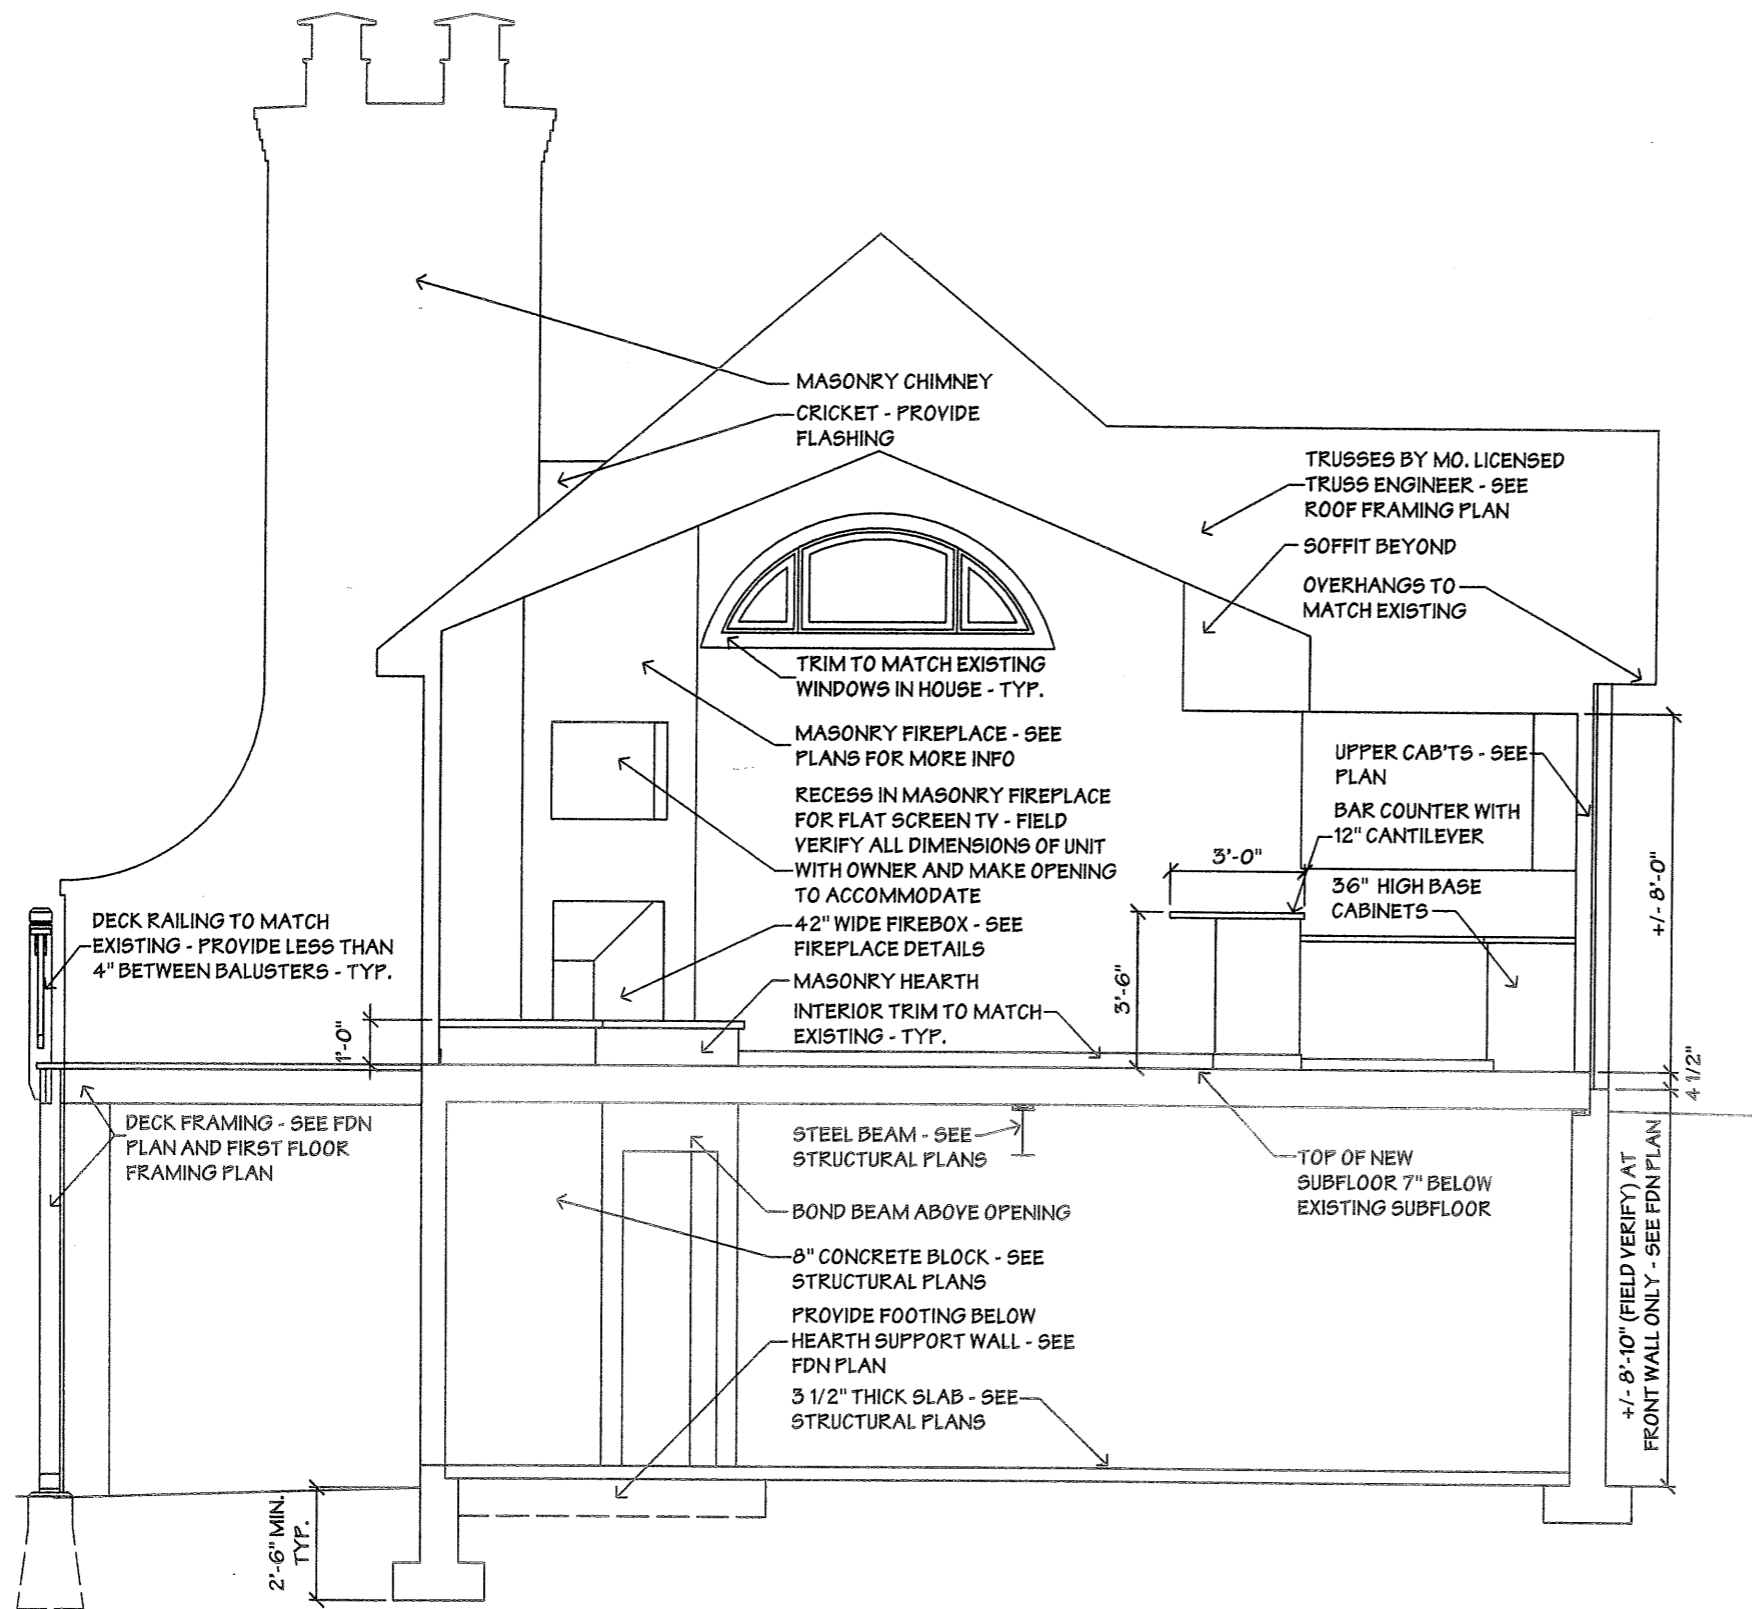 MASONRY CHIMNEY
CRICKET - PROVIDE
FLASHING
TRUSSES BY MO. LICENSED
TRUSS ENGINEER - SEE
ROOF FRAMING PLAN
SOFFIT BEYOND
OVERHANGS TO
MATCH EXISTING
TRIM TO MATCH EXISTING
WINDOWS IN HOUSE - TYP.
MASONRY FIREPLACE - SEE
PLANS FOR MORE INFO
RECESS IN MASONRY FIREPLACE
FOR FLAT SCREEN TV - FIELD
VERIFY ALL DIMENSIONS OF UNIT
WITH OWNER AND MAKE OPENING
TO ACCOMMODATE
42" WIDE FIREBOX - SEE
FIREPLACE DETAILS
MASONRY HEARTH
INTERIOR TRIM TO MATCH
EXISTING - TYP.
UPPER CAB'TS - SEE
PLAN
BAR COUNTER WITH
12" CANTILEVER
36" HIGH BASE
CABINETS
3'-0"
3'-6"
+/- 8'-0"
4 1/2"
DECK RAILING TO MATCH
EXISTING - PROVIDE LESS THAN
4" BETWEEN BALUSTERS - TYP.
1'-0"
DECK FRAMING - SEE FDN
PLAN AND FIRST FLOOR
FRAMING PLAN
STEEL BEAM - SEE
STRUCTURAL PLANS
BOND BEAM ABOVE OPENING
8" CONCRETE BLOCK - SEE
STRUCTURAL PLANS
PROVIDE FOOTING BELOW
HEARTH SUPPORT WALL - SEE
FDN PLAN
3 1/2" THICK SLAB - SEE
STRUCTURAL PLANS
TOP OF NEW
SUBFLOOR 7" BELOW
EXISTING SUBFLOOR
+/- 8'-10" (FIELD VERIFY) AT
FRONT WALL ONLY - SEE FDN PLAN
2'-6" MIN.
TYP.